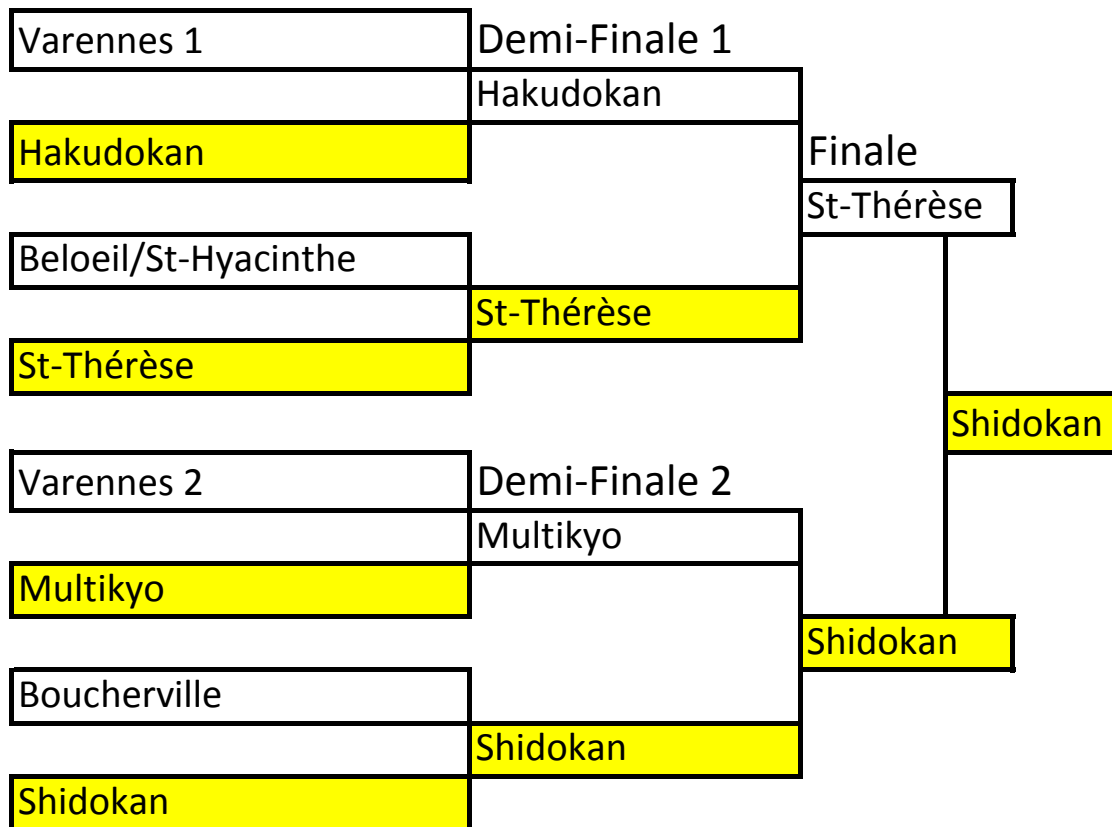 Varennes 1
Demi-Finale 1
Hakudokan
Hakudokan
Finale
St-Thérèse
Beloeil/St-Hyacinthe
St-Thérèse
St-Thérèse
Shidokan
Varennes 2
Demi-Finale 2
Multikyo
Multikyo
Shidokan
Boucherville
Shidokan
Shidokan